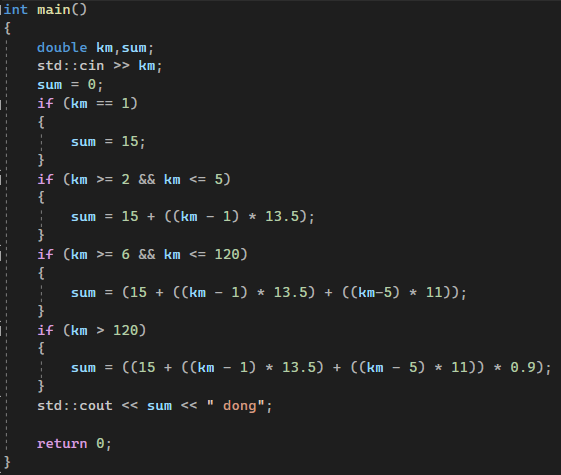 int main()
{
double km,sum;
std::cin >> km;
sum = 0;
if (km == 1)
{
sum = 15;
}
if (km >= 2 && km <= 5)
{
sum = 15 + ((km - 1) * 13.5);
}
if (km >= 6 && km <= 120)
{
sum = (15 + ((km - 1) * 13.5) + ((km-5) * 11));
}
if (km > 120)
{
sum = ((15 + ((km - 1) * 13.5) + ((km - 5) * 11)) * 0.9);
}
std::cout << sum << " dong";
return 0;
}